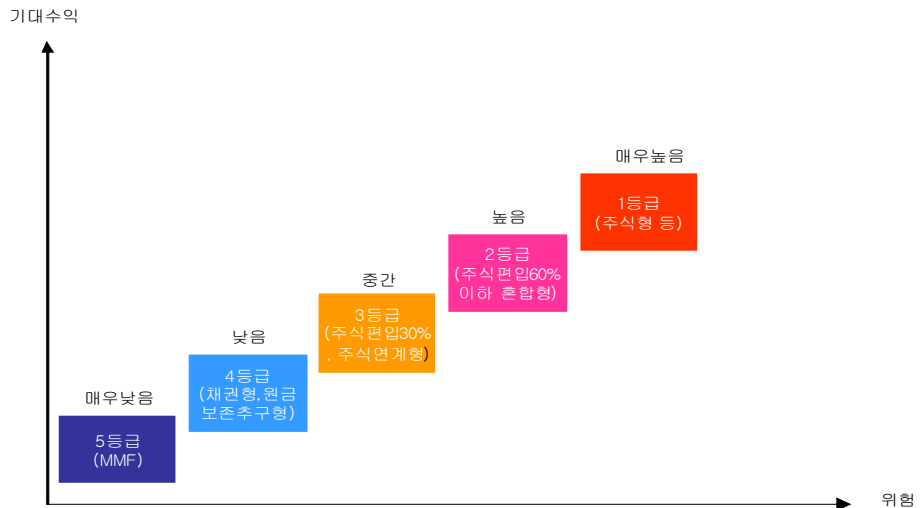 기대수익
매우높음
1등급
(주식형 등)
높음
2등급
(주식편입60%
이하 혼합형)
중간
3등급
(주식편입30%
, 주식연계형)
낮음
4등급
(채권형,원금
보존추구형)
매우낮음
5등급
(MMF)
위험